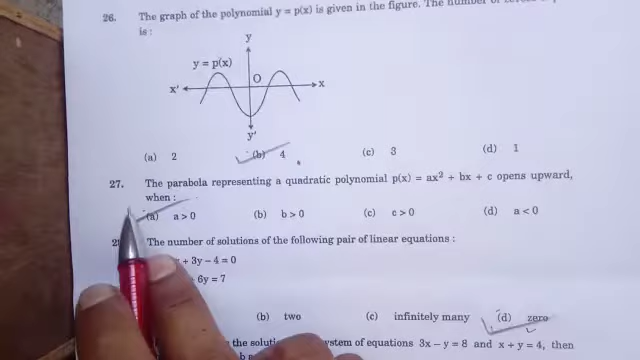 26. The graph of the polynomial y = p(x) is given in the figure. The number of zeroes
is :
y
y = p(x)
O
x' x
y'
(a) 2 (b) 4 (c) 3 (d) 1
27. The parabola representing a quadratic polynomial p(x) = ax² + bx + c opens upward,
when :
(a) a > 0 (b) b > 0 (c) c > 0 (d) a < 0
The number of solutions of the following pair of linear equations :
+ 3y – 4 = 0
6y = 7
(b) two (c) infinitely many (d) zero
the solution system of equations 3x – y = 8 and x + y = 4, then